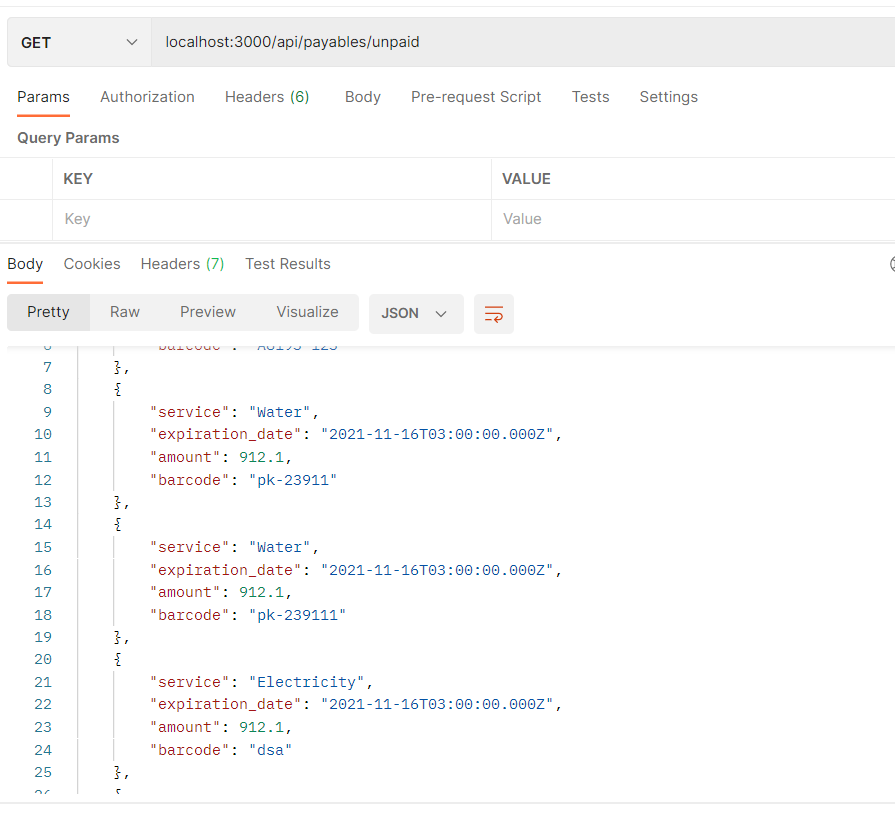 GET localhost:3000/api/payables/unpaid
Params Authorization Headers (6) Body Pre-request Script Tests Settings
Query Params
KEY VALUE
Key Value
Body Cookies Headers (7) Test Results
Pretty Raw Preview Visualize JSON
7 },
8 {
9 "service": "Water",
10 "expiration_date": "2021-11-16T03:00:00.000Z",
11 "amount": 912.1,
12 "barcode": "pk-23911"
13 },
14 {
15 "service": "Water",
16 "expiration_date": "2021-11-16T03:00:00.000Z",
17 "amount": 912.1,
18 "barcode": "pk-239111"
19 },
20 {
21 "service": "Electricity",
22 "expiration_date": "2021-11-16T03:00:00.000Z",
23 "amount": 912.1,
24 "barcode": "dsa"
25 },